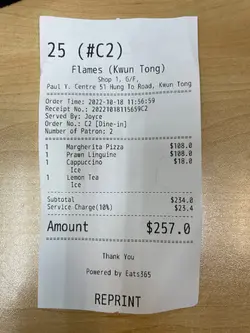 25 (#C2)
Flames (Kwun Tong)
Shop 1, 6/F,
Paul Y. Centre 51 Hung To Road, Kwun Tong
Order Time: 2022-10-18 11:56:59
Receipt No.: 20221018115659C2
Served By: Joyce
Order No.: C2 [Dine-in]
Number of Patron: 2
1 Margherita Pizza $108.0
1 Prawn Linguine $108.0
1 Cappuccino $18.0
Ice
1 Lemon Tea
Ice
Subtotal $234.0
Service Charge(10%) $23.4
Amount $257.0
Thank You
Powered by Eats365
REPRINT